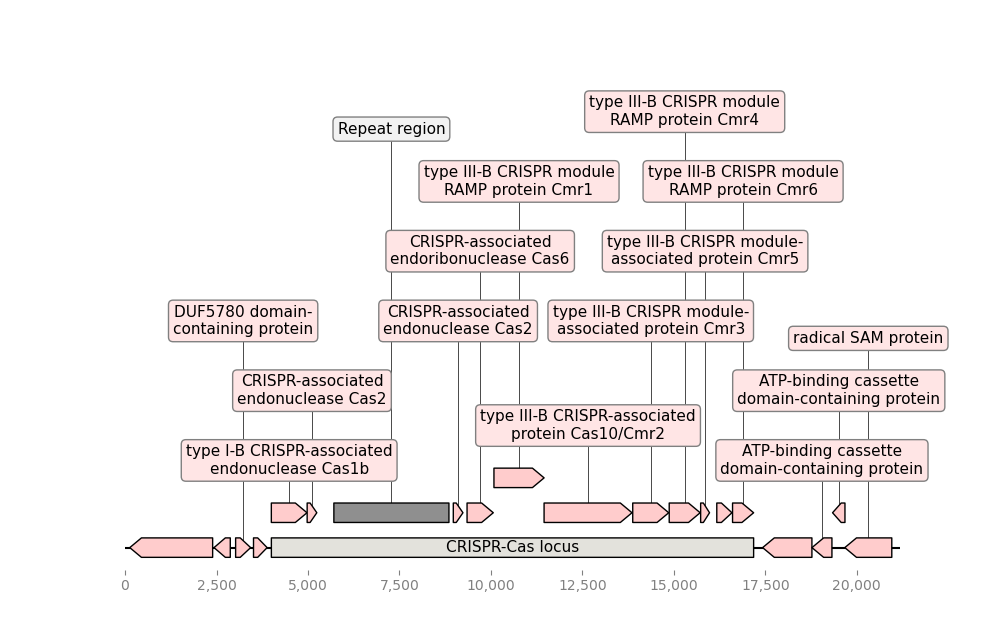 type III-B CRISPR module
RAMP protein Cmr4
Repeat region
type III-B CRISPR module
RAMP protein Cmr1
type III-B CRISPR module
RAMP protein Cmr6
CRISPR-associated
endoribonuclease Cas6
type III-B CRISPR module-
associated protein Cmr5
DUF5780 domain-
containing protein
CRISPR-associated
endonuclease Cas2
type III-B CRISPR module-
associated protein Cmr3
radical SAM protein
CRISPR-associated
endonuclease Cas2
ATP-binding cassette
domain-containing protein
type III-B CRISPR-associated
protein Cas10/Cmr2
type I-B CRISPR-associated
endonuclease Cas1b
ATP-binding cassette
domain-containing protein
CRISPR-Cas locus
0 2,500 5,000 7,500 10,000 12,500 15,000 17,500 20,000